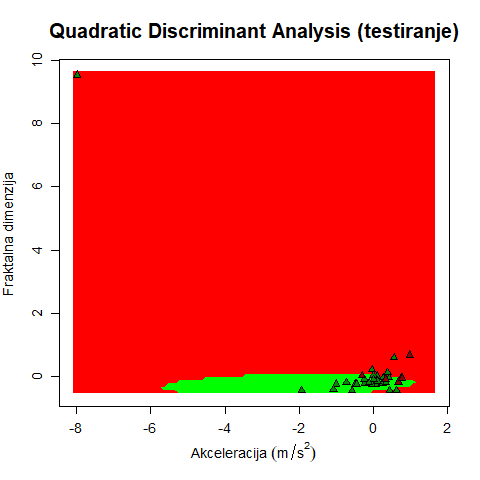 Quadratic Discriminant Analysis (testiranje)
Fraktalna dimenzija
10
8
6
4
2
0
-8 -6 -4 -2 0 2
Akceleracija (m/s²)